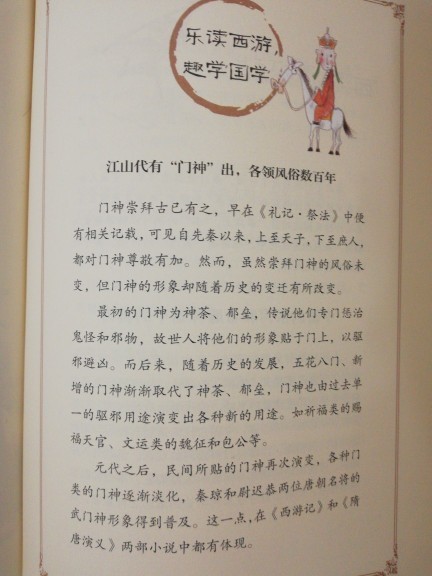 乐读西游，
趣学国学
江山代有“门神”出，各领风俗数百年
门神崇拜古已有之，早在《礼记·祭法》中便
有相关记载，可见自先秦以来，上至天子，下至庶人，
都对门神尊敬有加。然而，虽然崇拜门神的风俗未
变，但门神的形象却随着历史的变迁有所改变。
最初的门神为神荼、郁垒，传说他们专门惩治
鬼怪和邪物，故世人将他们的形象贴于门上，以驱
邪避凶。而后来，随着历史的发展，五花八门、新
增的门神渐渐取代了神荼、郁垒，门神也由过去单
一的驱邪用途演变出各种新的用途。如祈福类的赐
福天官、文运类的魏征和包公等。
元代之后，民间所贴的门神再次演变，各种门
类的门神逐渐淡化，秦琼和尉迟恭两位唐朝名将的
武门神形象得到普及。这一点，在《西游记》和《隋
唐演义》两部小说中都有体现。